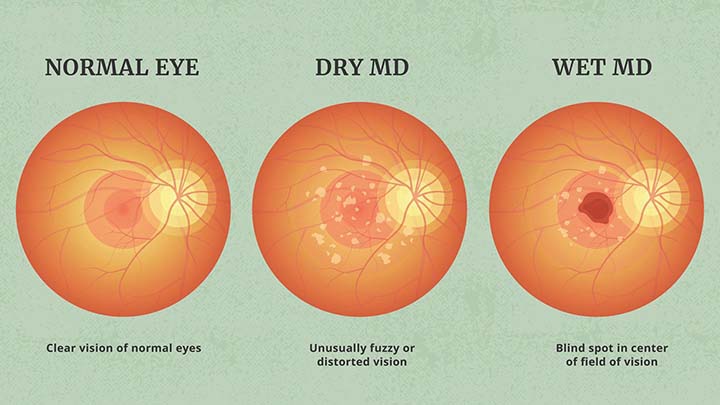 NORMAL EYE
DRY MD
WET MD
Clear vision of normal eyes
Unusually fuzzy or
distorted vision
Blind spot in center
of field of vision